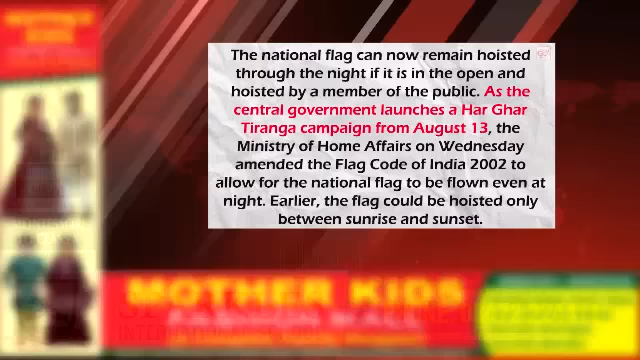 The national flag can now remain hoisted
through the night if it is in the open and
hoisted by a member of the public. As the
central government launches a Har Ghar
Tiranga campaign from August 13, the
Ministry of Home Affairs on Wednesday
amended the Flag Code of India 2002 to
allow for the national flag to be flown even at
night. Earlier, the flag could be hoisted only
between sunrise and sunset.
MOTHER KIDS